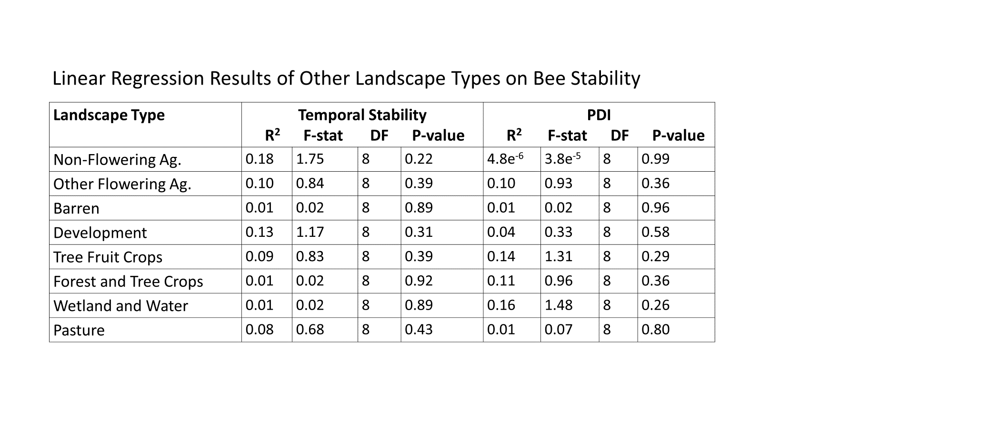 Linear Regression Results of Other Landscape Types on Bee Stability
Landscape Type Temporal Stability PDI
R² F-stat DF P-value R² F-stat DF P-value
Non-Flowering Ag. 0.18 1.75 8 0.22 4.8e⁻⁶ 3.8e⁻⁵ 8 0.99
Other Flowering Ag. 0.10 0.84 8 0.39 0.10 0.93 8 0.36
Barren 0.01 0.02 8 0.89 0.01 0.02 8 0.96
Development 0.13 1.17 8 0.31 0.04 0.33 8 0.58
Tree Fruit Crops 0.09 0.83 8 0.39 0.14 1.31 8 0.29
Forest and Tree Crops 0.01 0.02 8 0.92 0.11 0.96 8 0.36
Wetland and Water 0.01 0.02 8 0.89 0.16 1.48 8 0.26
Pasture 0.08 0.68 8 0.43 0.01 0.07 8 0.80